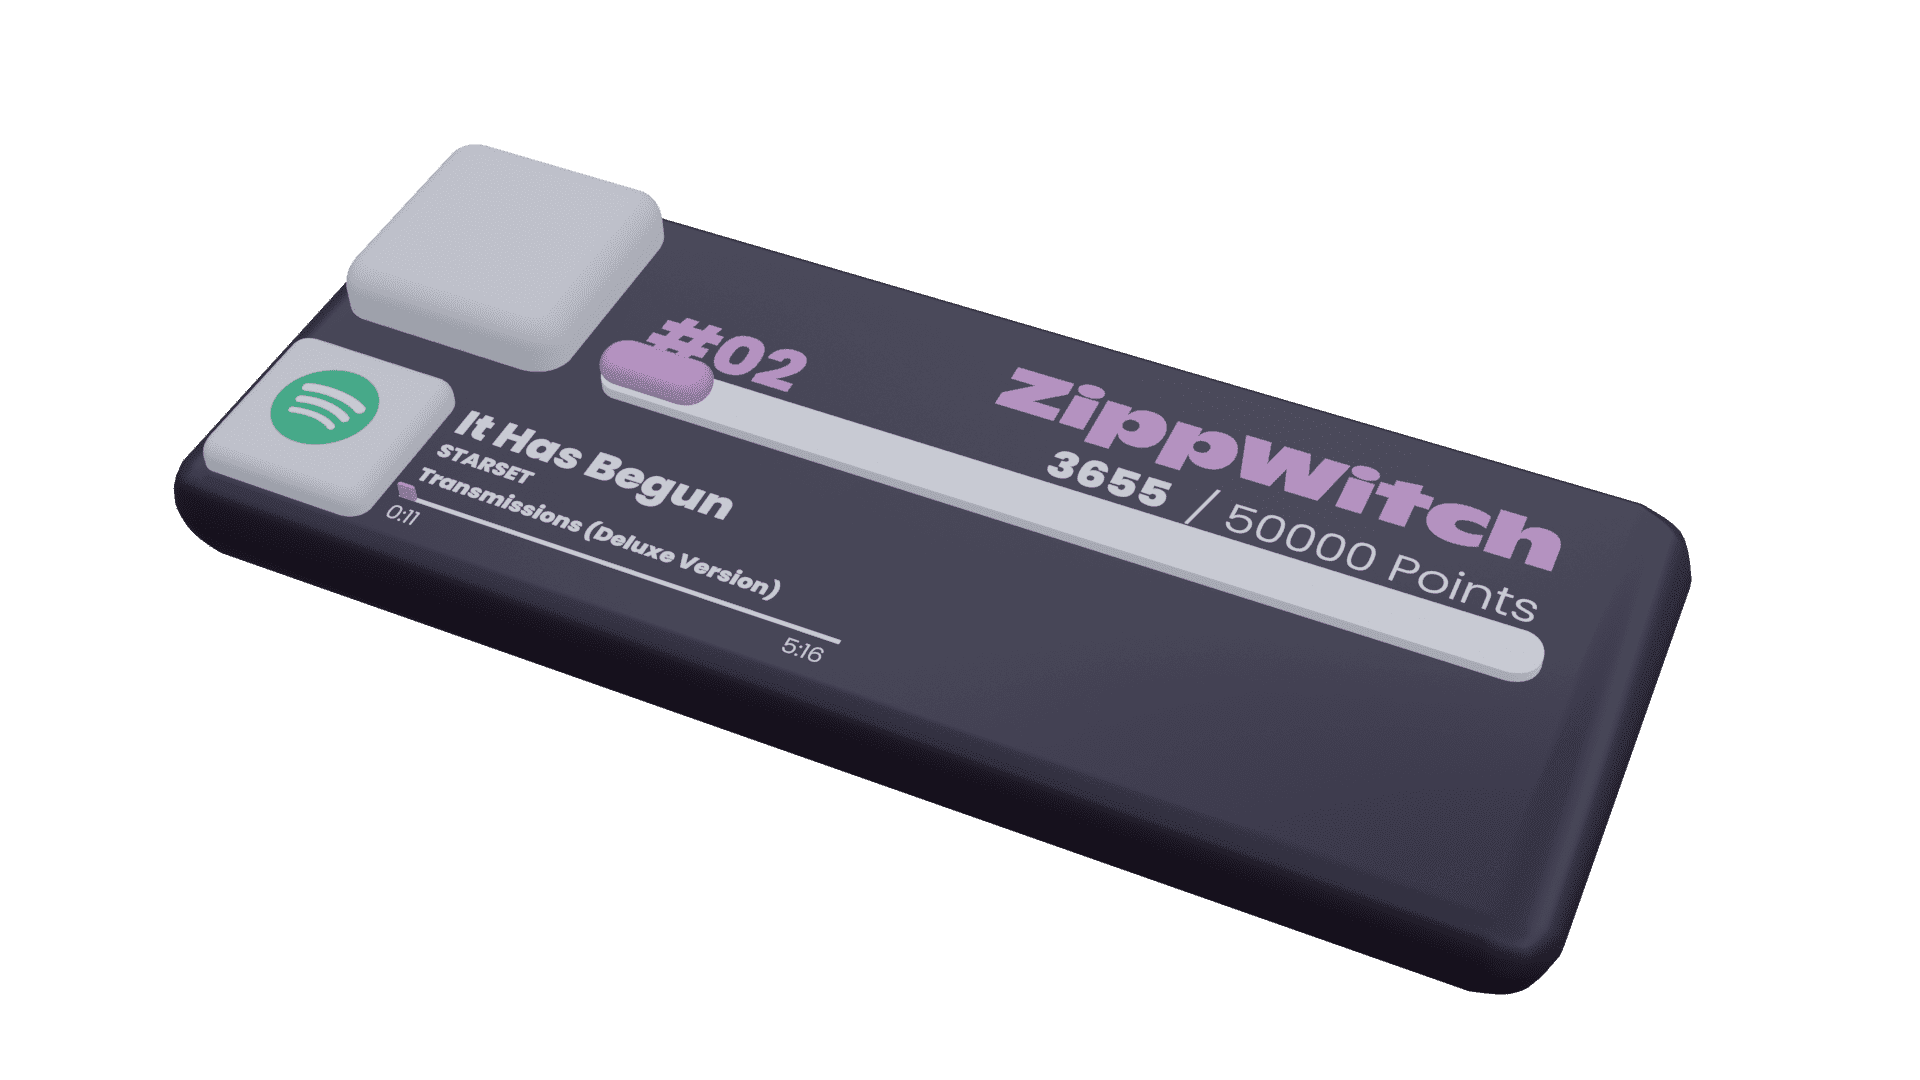 #02
ZippWitch
3655 / 50000 Points
It Has Begun
STARSET
Transmissions (Deluxe Version)
0:11
5:16